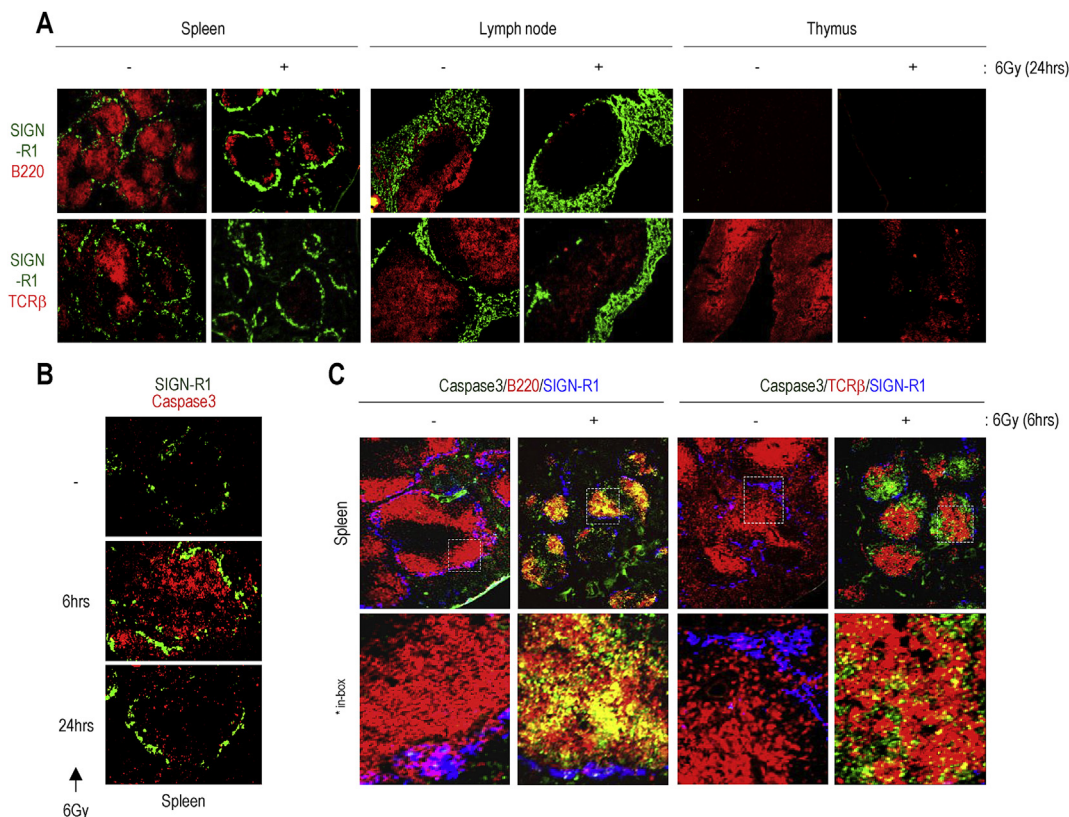 A
Spleen
Lymph node
Thymus
- + - + - + : 6Gy (24hrs)
SIGN
-R1
B220
SIGN
-R1
TCRβ
B
SIGN-R1
Caspase3
-
6hrs
24hrs
6Gy
Spleen
C
Caspase3/B220/SIGN-R1
Caspase3/TCRβ/SIGN-R1
- + - + : 6Gy (6hrs)
Spleen
* in-box